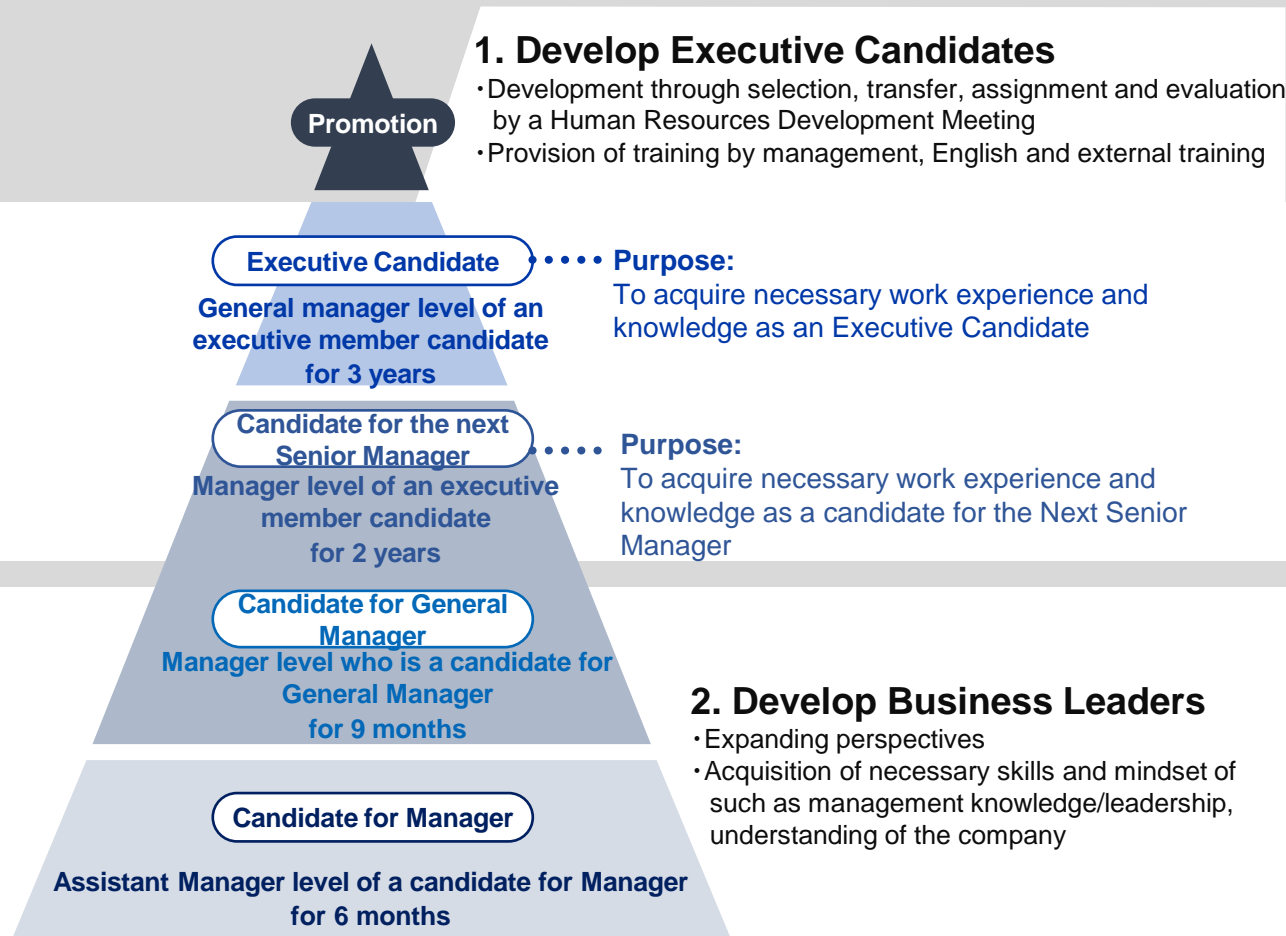 1. Develop Executive Candidates
・Development through selection, transfer, assignment and evaluation
by a Human Resources Development Meeting
・Provision of training by management, English and external training
Promotion
Executive Candidate
General manager level of an
executive member candidate
for 3 years
Purpose:
To acquire necessary work experience and
knowledge as an Executive Candidate
Candidate for the next
Senior Manager
Manager level of an executive
member candidate
for 2 years
Purpose:
To acquire necessary work experience and
knowledge as a candidate for the Next Senior
Manager
Candidate for General
Manager
Manager level who is a candidate for
General Manager
for 9 months
2. Develop Business Leaders
・Expanding perspectives
・Acquisition of necessary skills and mindset of
such as management knowledge/leadership,
understanding of the company
Candidate for Manager
Assistant Manager level of a candidate for Manager
for 6 months